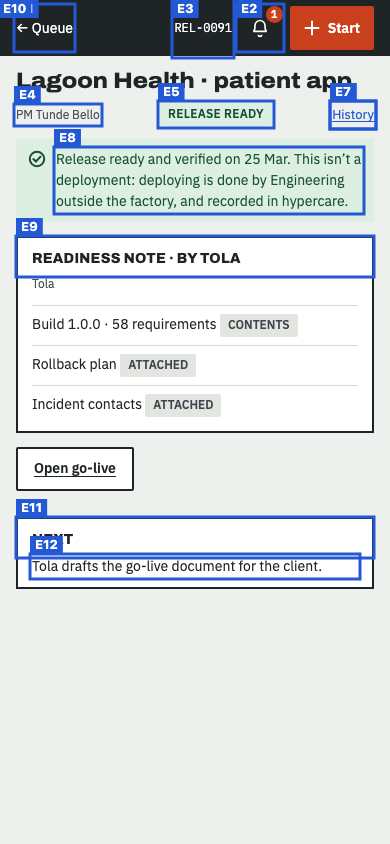 E10
E3
E2
1
← Queue
REL-0091
+ Start
Lagoon Health · patient app
E4
E5
E7
PM Tunde Bello
RELEASE READY
History
E8
Release ready and verified on 25 Mar. This isn't a
deployment: deploying is done by Engineering
outside the factory, and recorded in hypercare.
E9
READINESS NOTE · BY TOLA
Tola
Build 1.0.0 · 58 requirements CONTENTS
Rollback plan ATTACHED
Incident contacts ATTACHED
Open go-live
E11
NEXT
E12
Tola drafts the go-live document for the client.